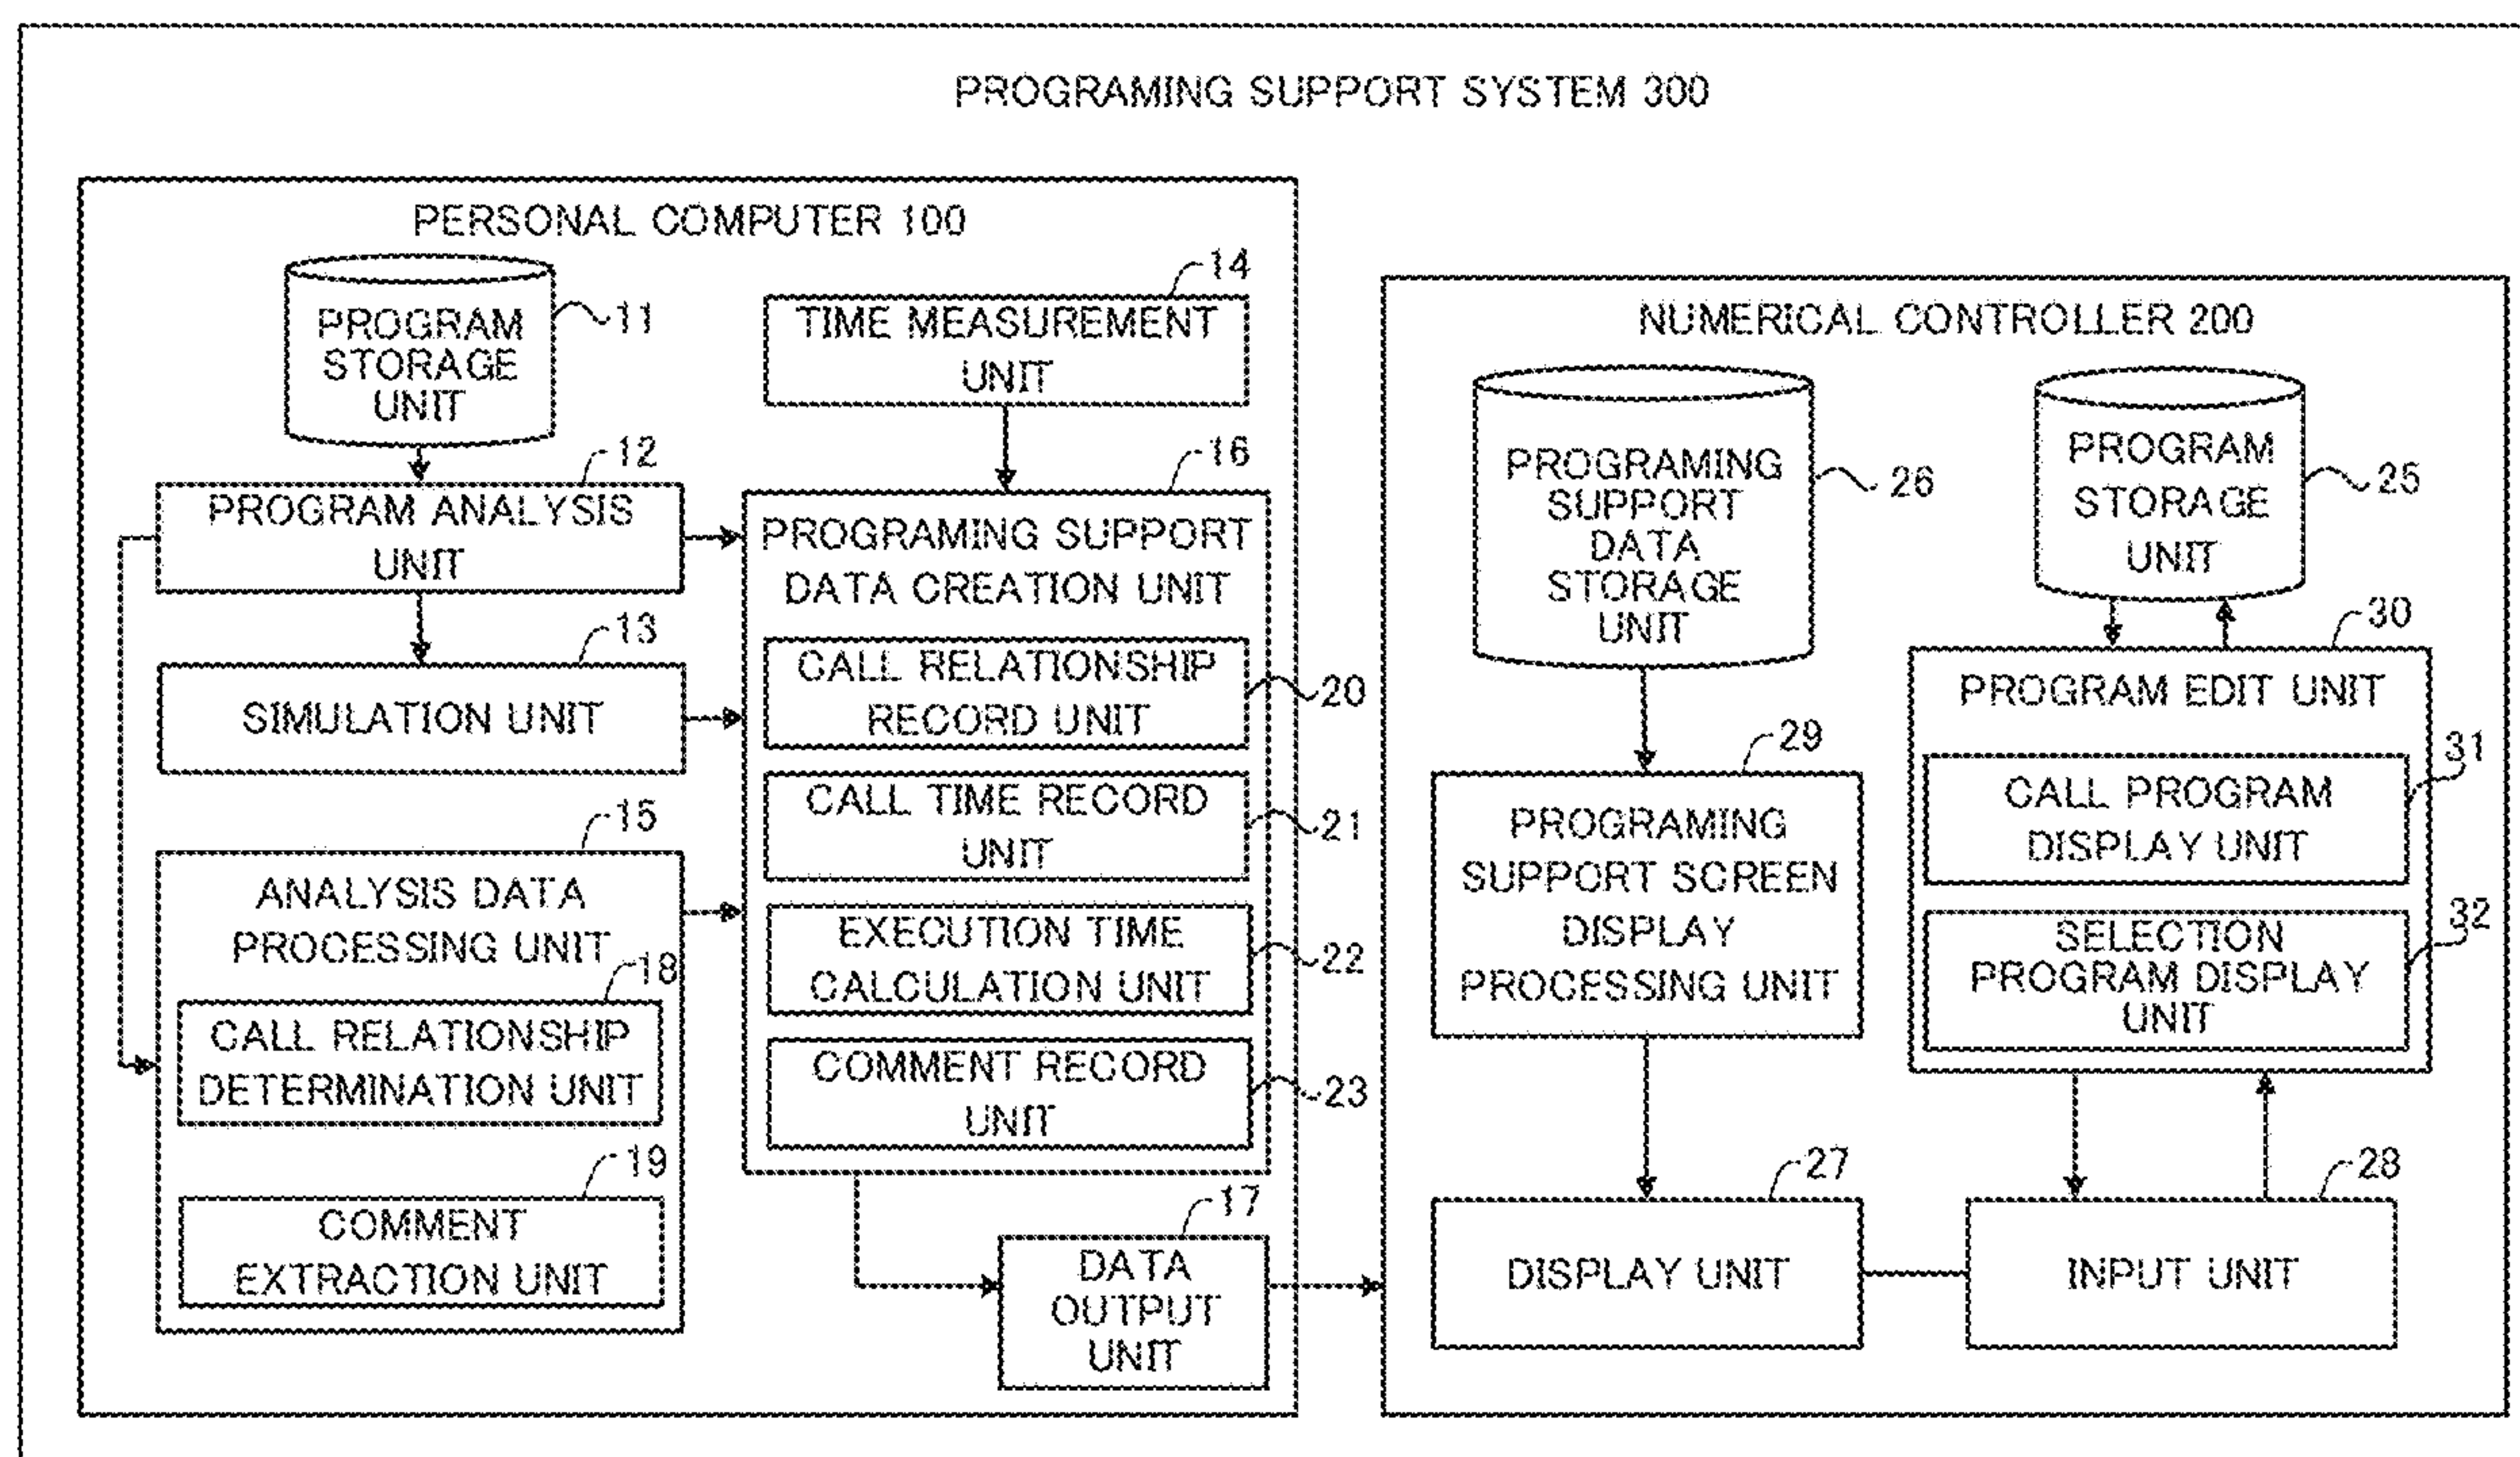 PROGRAMING SUPPORT SYSTEM 300
PERSONAL COMPUTER 100
PROGRAM
STORAGE
UNIT
11
14
TIME MEASUREMENT
UNIT
12
PROGRAM ANALYSIS
UNIT
13
SIMULATION UNIT
15
ANALYSIS DATA
PROCESSING UNIT
18
CALL RELATIONSHIP
DETERMINATION UNIT
19
COMMENT
EXTRACTION UNIT
16
PROGRAMING SUPPORT
DATA CREATION UNIT
CALL RELATIONSHIP
RECORD UNIT
20
CALL TIME RECORD
UNIT
21
EXECUTION TIME
CALCULATION UNIT
22
COMMENT RECORD
UNIT
23
17
DATA
OUTPUT
UNIT
NUMERICAL CONTROLLER 200
PROGRAMING
SUPPORT
DATA
STORAGE
UNIT
26
PROGRAM
STORAGE
UNIT
25
29
PROGRAMING
SUPPORT SCREEN
DISPLAY
PROCESSING UNIT
30
PROGRAM EDIT UNIT
31
CALL PROGRAM
DISPLAY UNIT
32
SELECTION
PROGRAM DISPLAY
UNIT
27
DISPLAY UNIT
28
INPUT UNIT